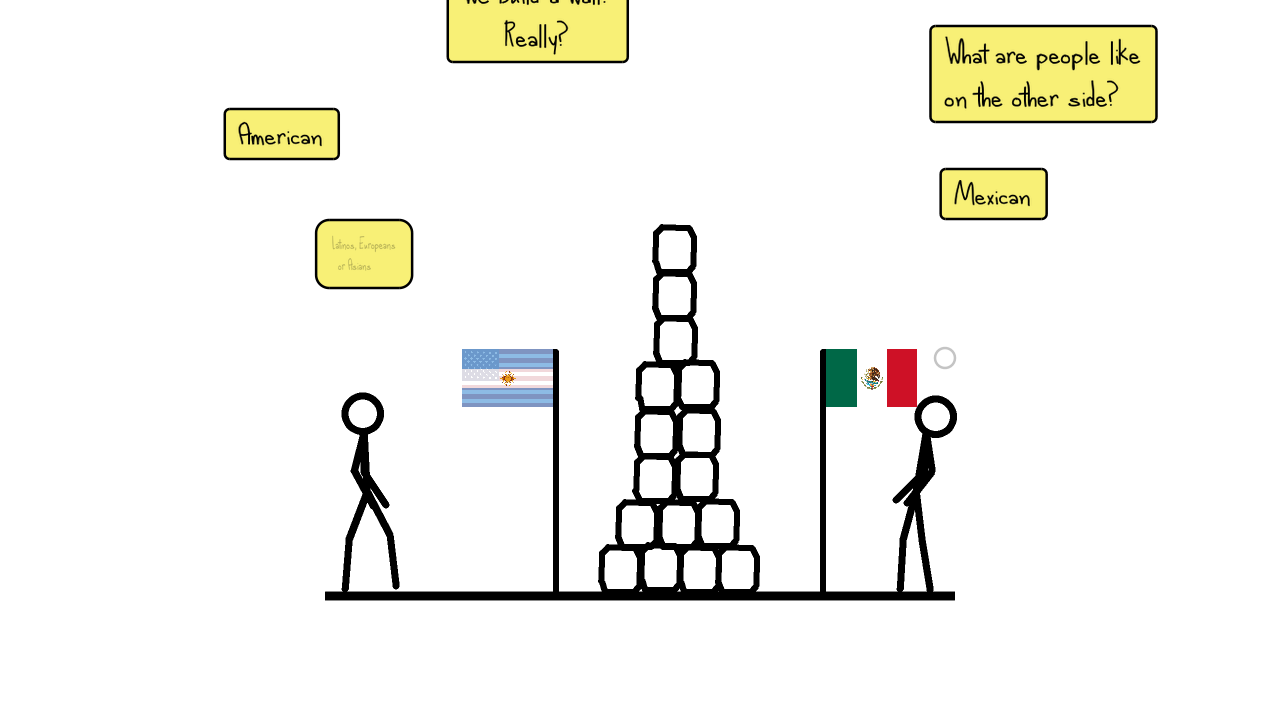 we build a wall?
Really?
What are people like
on the other side?
American
Mexican
Latinos, Europeans
or Asians